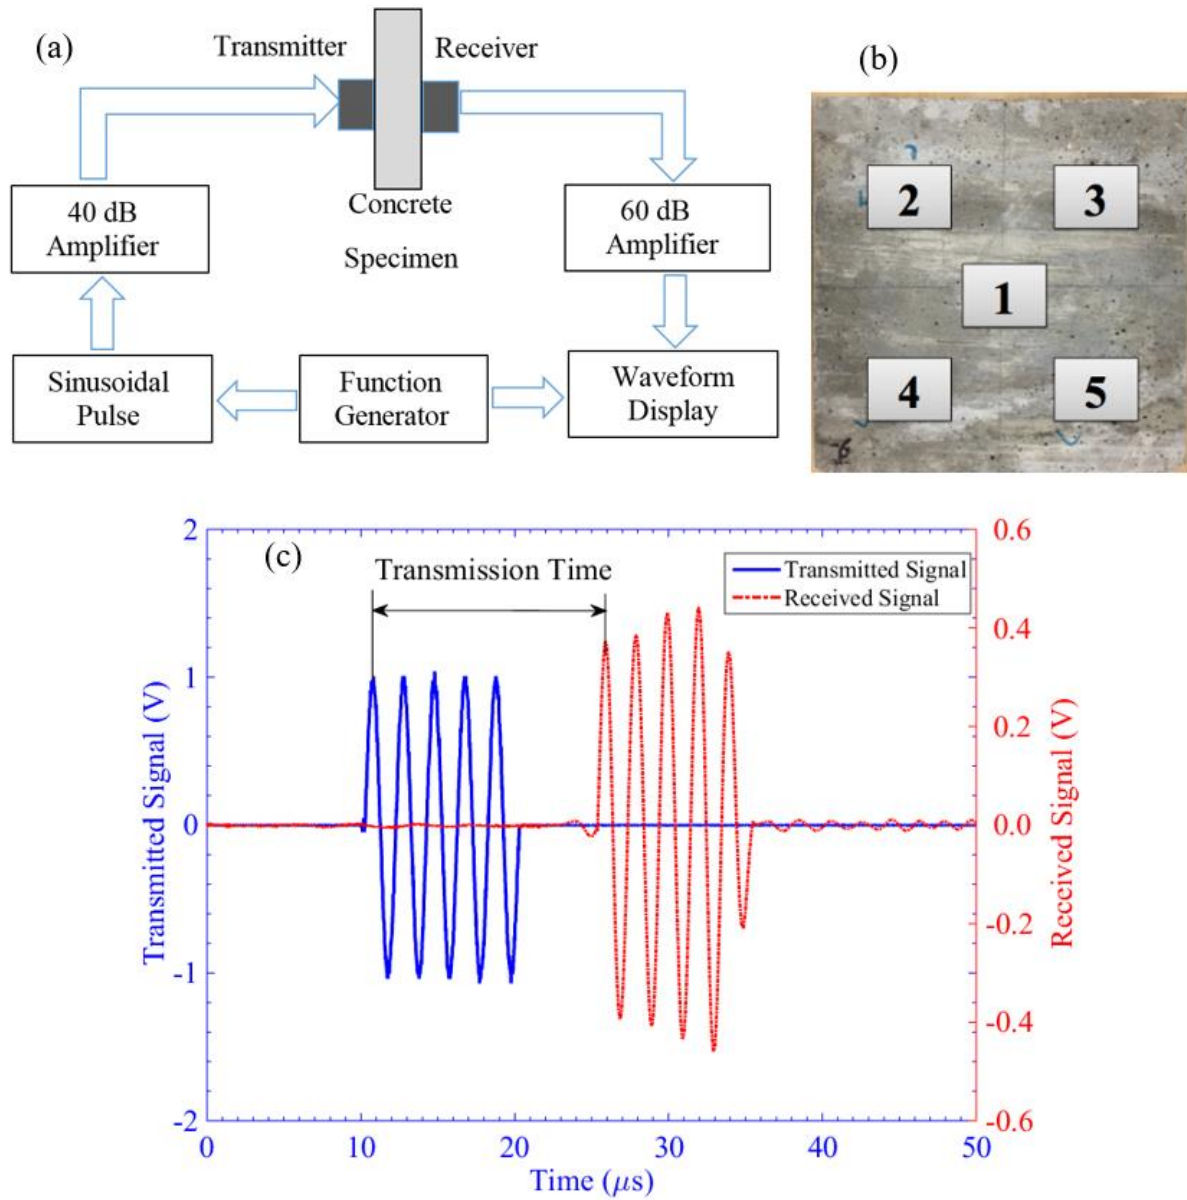 (a)
Transmitter
Receiver
(b)
40 dB
Amplifier
Concrete
Specimen
60 dB
Amplifier
Sinusoidal
Pulse
Function
Generator
Waveform
Display
2
3
1
4
5
(c)
Transmission Time
Transmitted Signal
Received Signal
2
1
0
-1
-2
Transmitted Signal (V)
0.6
0.4
0.2
0.0
-0.2
-0.4
-0.6
Received Signal (V)
0
10
20
30
40
50
Time (μs)